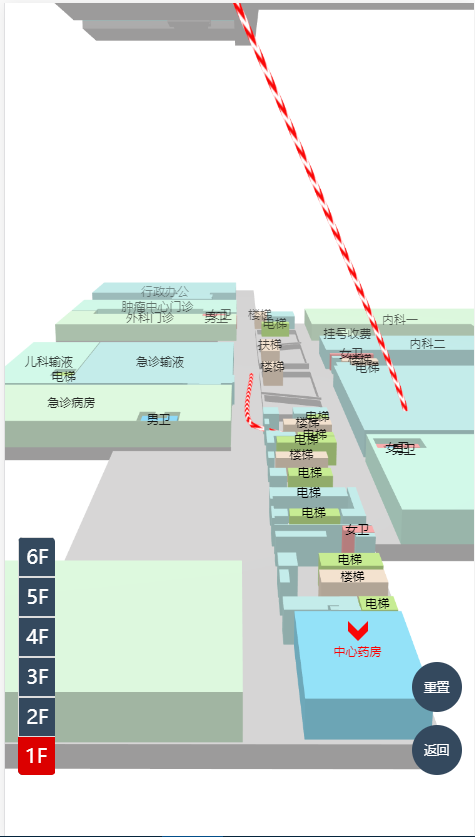 行政办公
肿瘤中心门诊
外科门诊
男卫
楼梯
电梯
内科一
挂号收费
内科二
扶梯
女卫
楼梯
电梯
儿科输液
急诊输液
电梯
楼梯
急诊病房
男卫
电梯
楼梯
电梯
电梯
女卫
男卫
楼梯
电梯
电梯
电梯
女卫
电梯
楼梯
电梯
中心药房
6F
5F
4F
3F
2F
1F
重置
返回